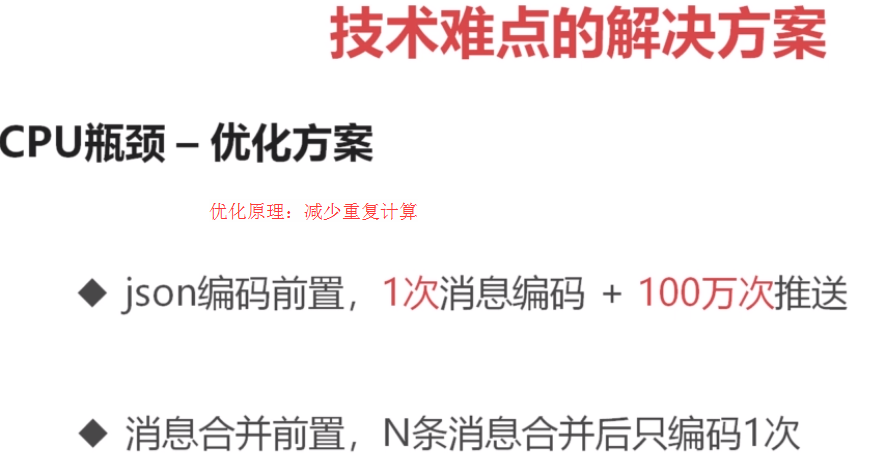 技术难点的解决方案
CPU瓶颈 – 优化方案
优化原理：减少重复计算
◆ json编码前置，1次消息编码 + 100万次推送
◆ 消息合并前置，N条消息合并后只编码1次